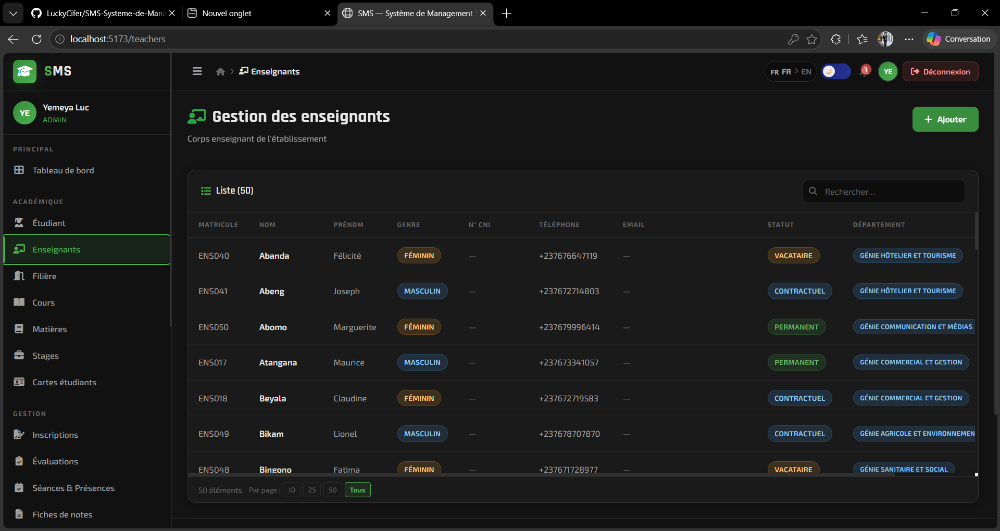 LuckyCifer/SMS-Systeme-de-Mana
Nouvel onglet
SMS — Système de Management
localhost:5173/teachers
Conversation
SMS
Enseignants
FR FR > EN
1
YE
Déconnexion
YE
Yemeya Luc
ADMIN
Gestion des enseignants
Corps enseignant de l'établissement
+ Ajouter
PRINCIPAL
Tableau de bord
ACADÉMIQUE
Étudiant
Enseignants
Filière
Cours
Matières
Stages
Cartes étudiants
GESTION
Inscriptions
Évaluations
Séances & Présences
Fiches de notes
Liste (50)
Rechercher...
MATRICULE NOM PRÉNOM GENRE N° CNI TÉLÉPHONE EMAIL STATUT DÉPARTEMENT
ENS040 Abanda Félicité FÉMININ — +237676647119 — VACATAIRE GÉNIE HÔTELIER ET TOURISME
ENS041 Abeng Joseph MASCULIN — +237672714803 — CONTRACTUEL GÉNIE HÔTELIER ET TOURISME
ENS050 Abomo Marguerite FÉMININ — +237679996414 — PERMANENT GÉNIE COMMUNICATION ET MÉDIAS
ENS017 Atangana Maurice MASCULIN — +237673341057 — PERMANENT GÉNIE COMMERCIAL ET GESTION
ENS018 Beyala Claudine FÉMININ — +237672719583 — CONTRACTUEL GÉNIE COMMERCIAL ET GESTION
ENS049 Bikam Lionel MASCULIN — +237678707870 — CONTRACTUEL GÉNIE AGRICOLE ET ENVIRONNEMEN
ENS048 Bingono Fatima FÉMININ — +237671728977 — VACATAIRE GÉNIE SANITAIRE ET SOCIAL
50 éléments Par page : 10 25 50 Tous